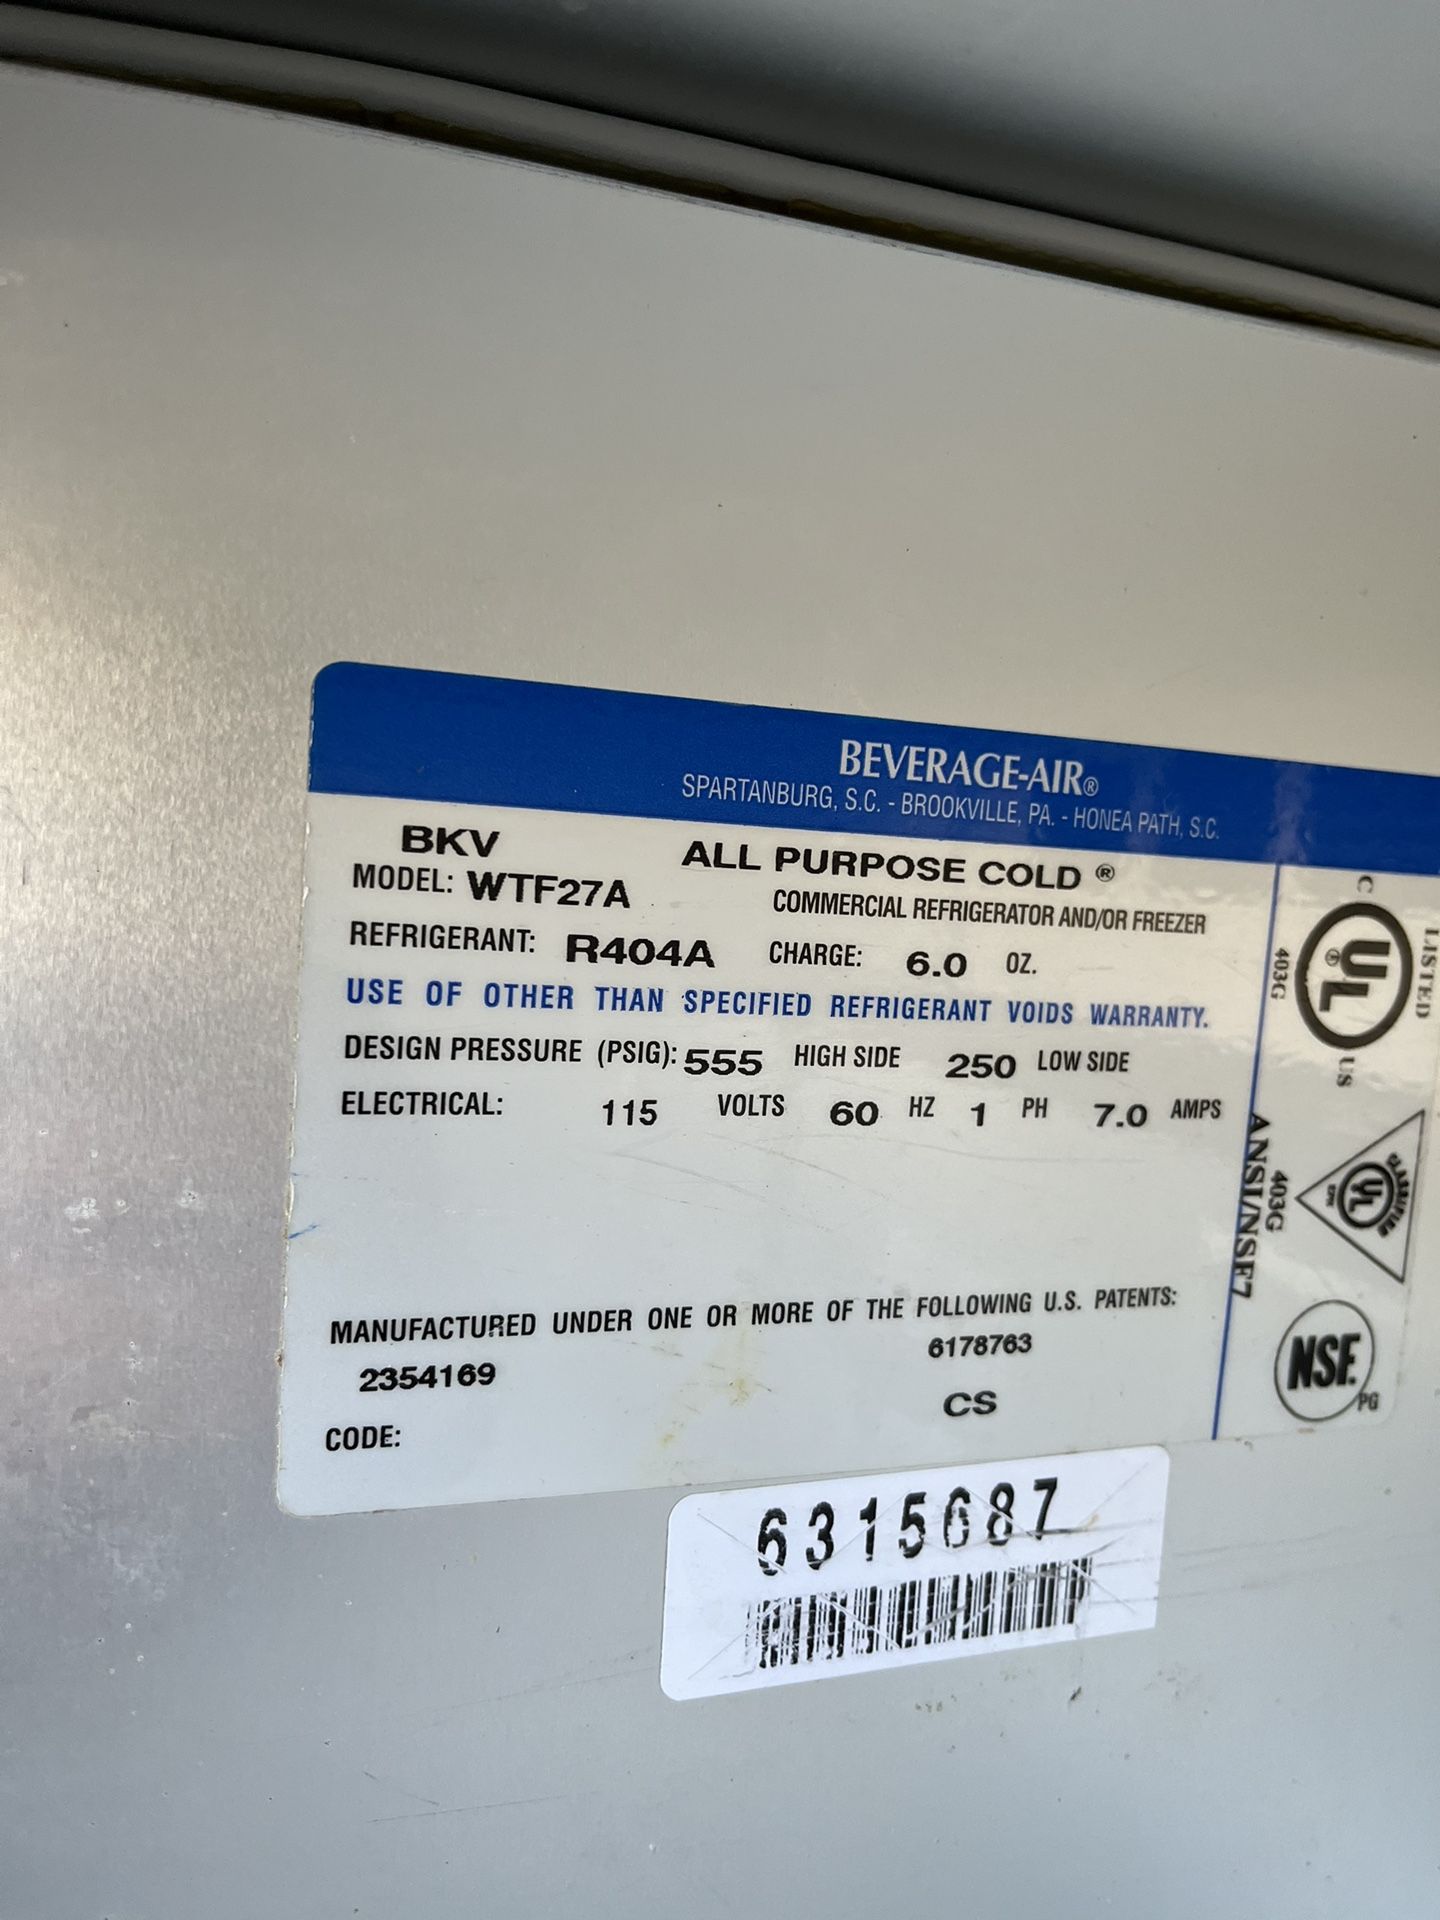 BEVERAGE-AIR®
SPARTANBURG, S.C. - BROOKVILLE, PA. - HONEA PATH, S.C.
BKV
ALL PURPOSE COLD ®
MODEL: WTF27A
COMMERCIAL REFRIGERATOR AND/OR FREEZER
REFRIGERANT: R404A CHARGE: 6.0 OZ.
USE OF OTHER THAN SPECIFIED REFRIGERANT VOIDS WARRANTY.
DESIGN PRESSURE (PSIG): 555 HIGH SIDE 250 LOW SIDE
ELECTRICAL: 115 VOLTS 60 HZ 1 PH 7.0 AMPS
MANUFACTURED UNDER ONE OR MORE OF THE FOLLOWING U.S. PATENTS:
2354169 6178763
CS
CODE:
C UL® US
LISTED
403G
UL
CLASSIFIED
403G
ANSI/NSF7
NSF.
PG
6315687